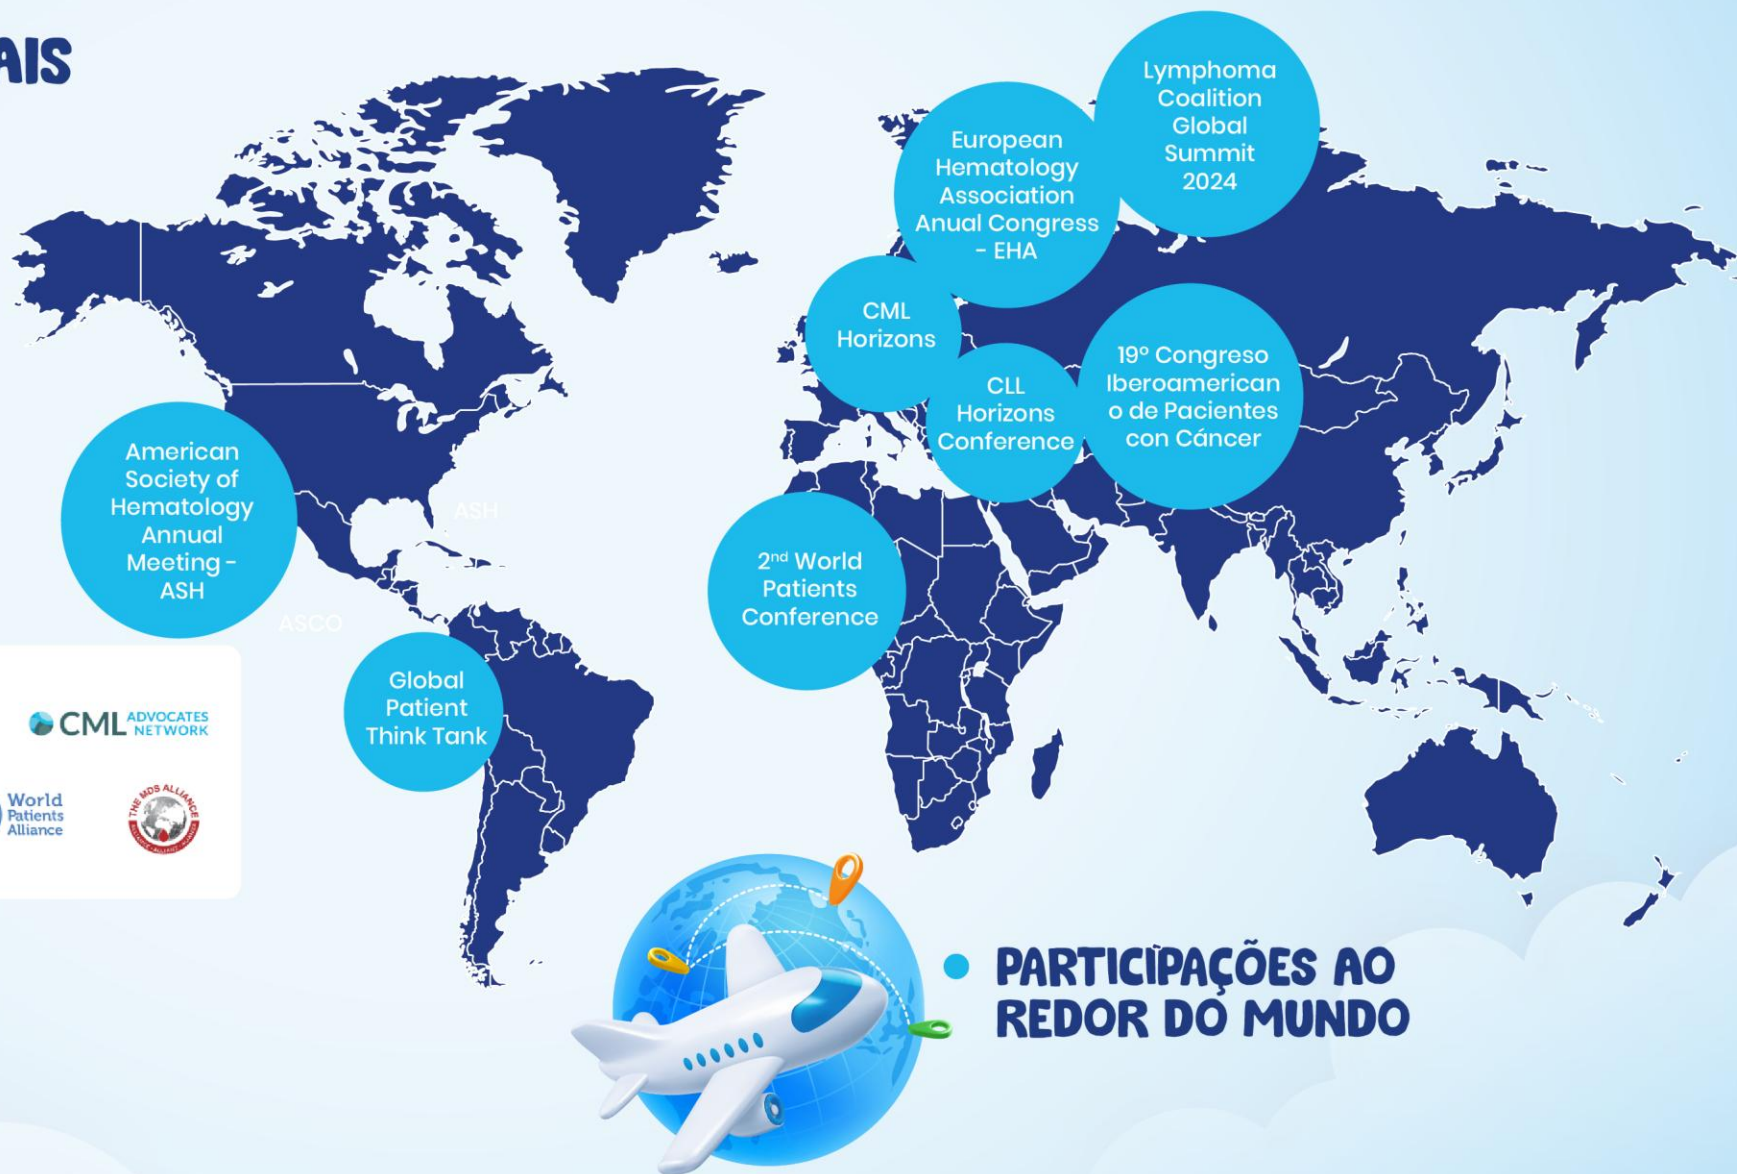 AIS
Lymphoma
Coalition
Global
Summit
2024
European
Hematology
Association
Anual Congress
- EHA
CML
Horizons
CLL
Horizons
Conference
19º Congreso
Iberoamerican
o de Pacientes
con Cáncer
American
Society of
Hematology
Annual
Meeting -
ASH
ASH
ASCO
2nd World
Patients
Conference
Global
Patient
Think Tank
CML ADVOCATES
NETWORK
World
Patients
Alliance
THE MDS ALLIANCE
PARTICIPAÇÕES AO
REDOR DO MUNDO